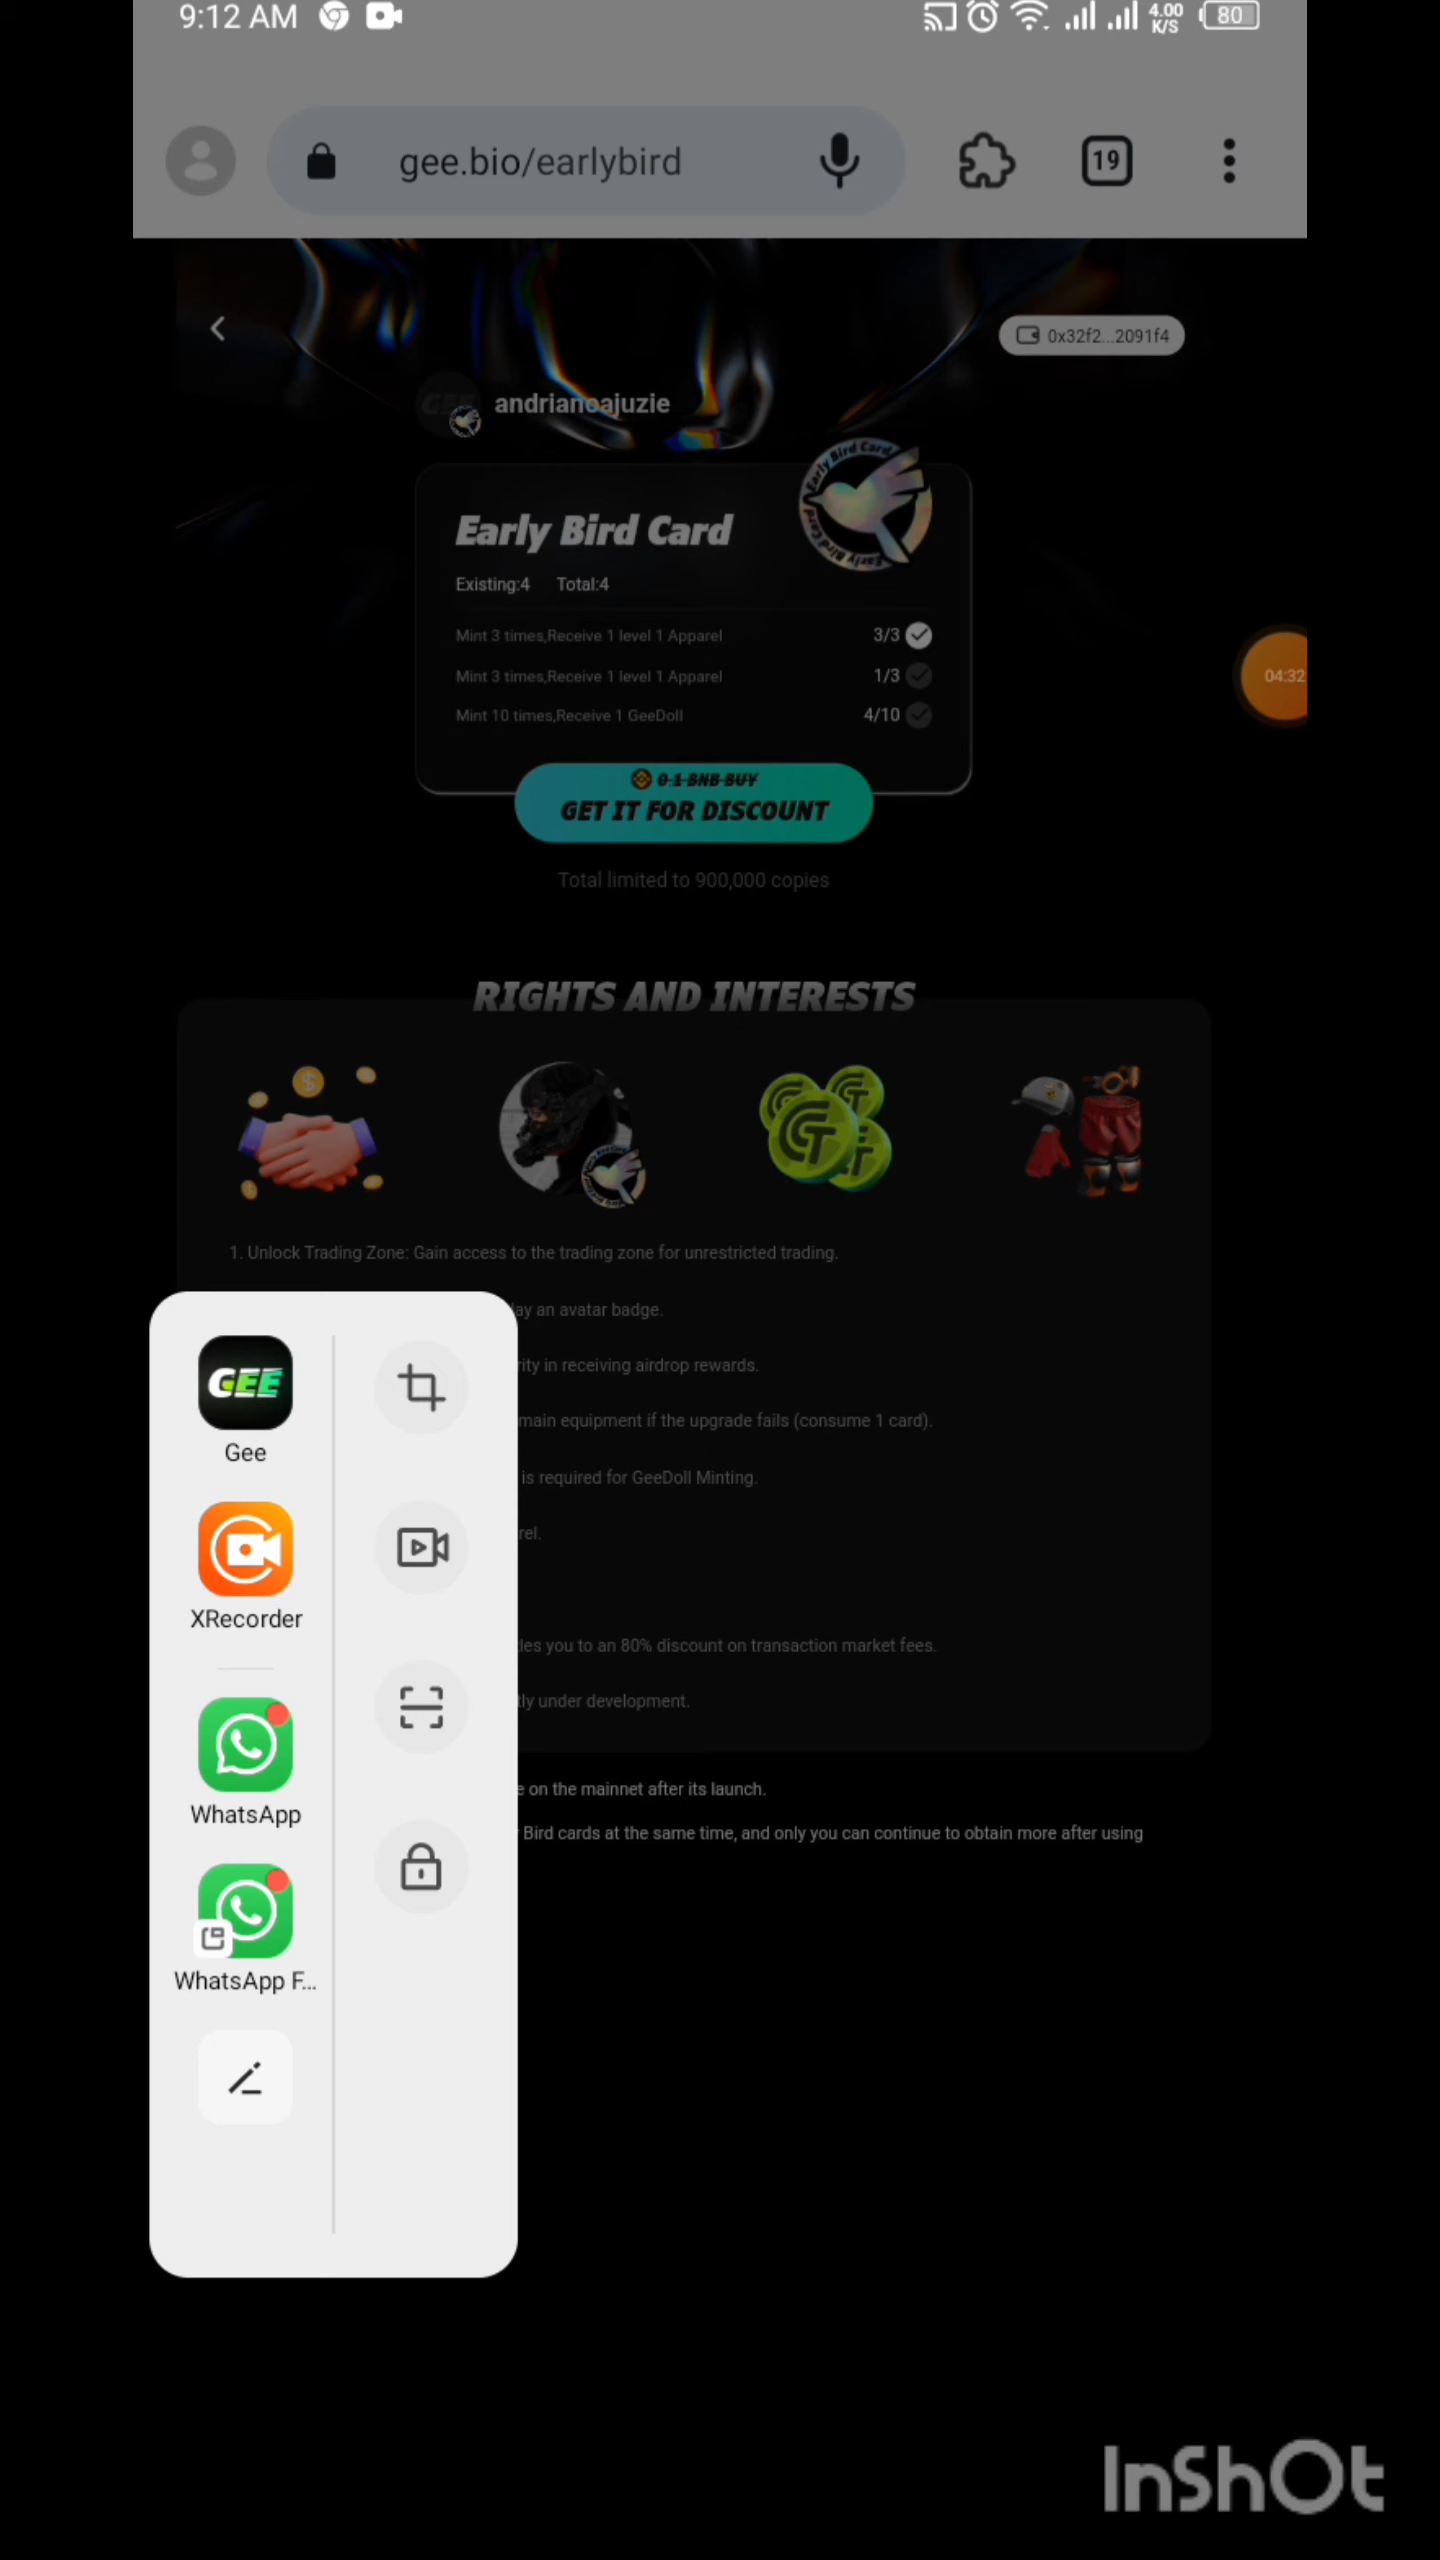 9:12 AM
4.00 K/S
80
gee.bio/earlybird
19
0x32f2...2091f4
andrianoajuzie
Early Bird Card
Early Bird Card
Existing:4 Total:4
Mint 3 times,Receive 1 level 1 Apparel 3/3
Mint 3 times,Receive 1 level 1 Apparel 1/3
04:32
Mint 10 times,Receive 1 GeeDoll 4/10
0.1 BNB BUY
GET IT FOR DISCOUNT
Total limited to 900,000 copies
RIGHTS AND INTERESTS
1. Unlock Trading Zone: Gain access to the trading zone for unrestricted trading.
ay an avatar badge.
rity in receiving airdrop rewards.
main equipment if the upgrade fails (consume 1 card).
is required for GeeDoll Minting.
rel.
les you to an 80% discount on transaction market fees.
tly under development.
e on the mainnet after its launch.
Bird cards at the same time, and only you can continue to obtain more after using
GEE
Gee
XRecorder
WhatsApp
WhatsApp F...
InShOt